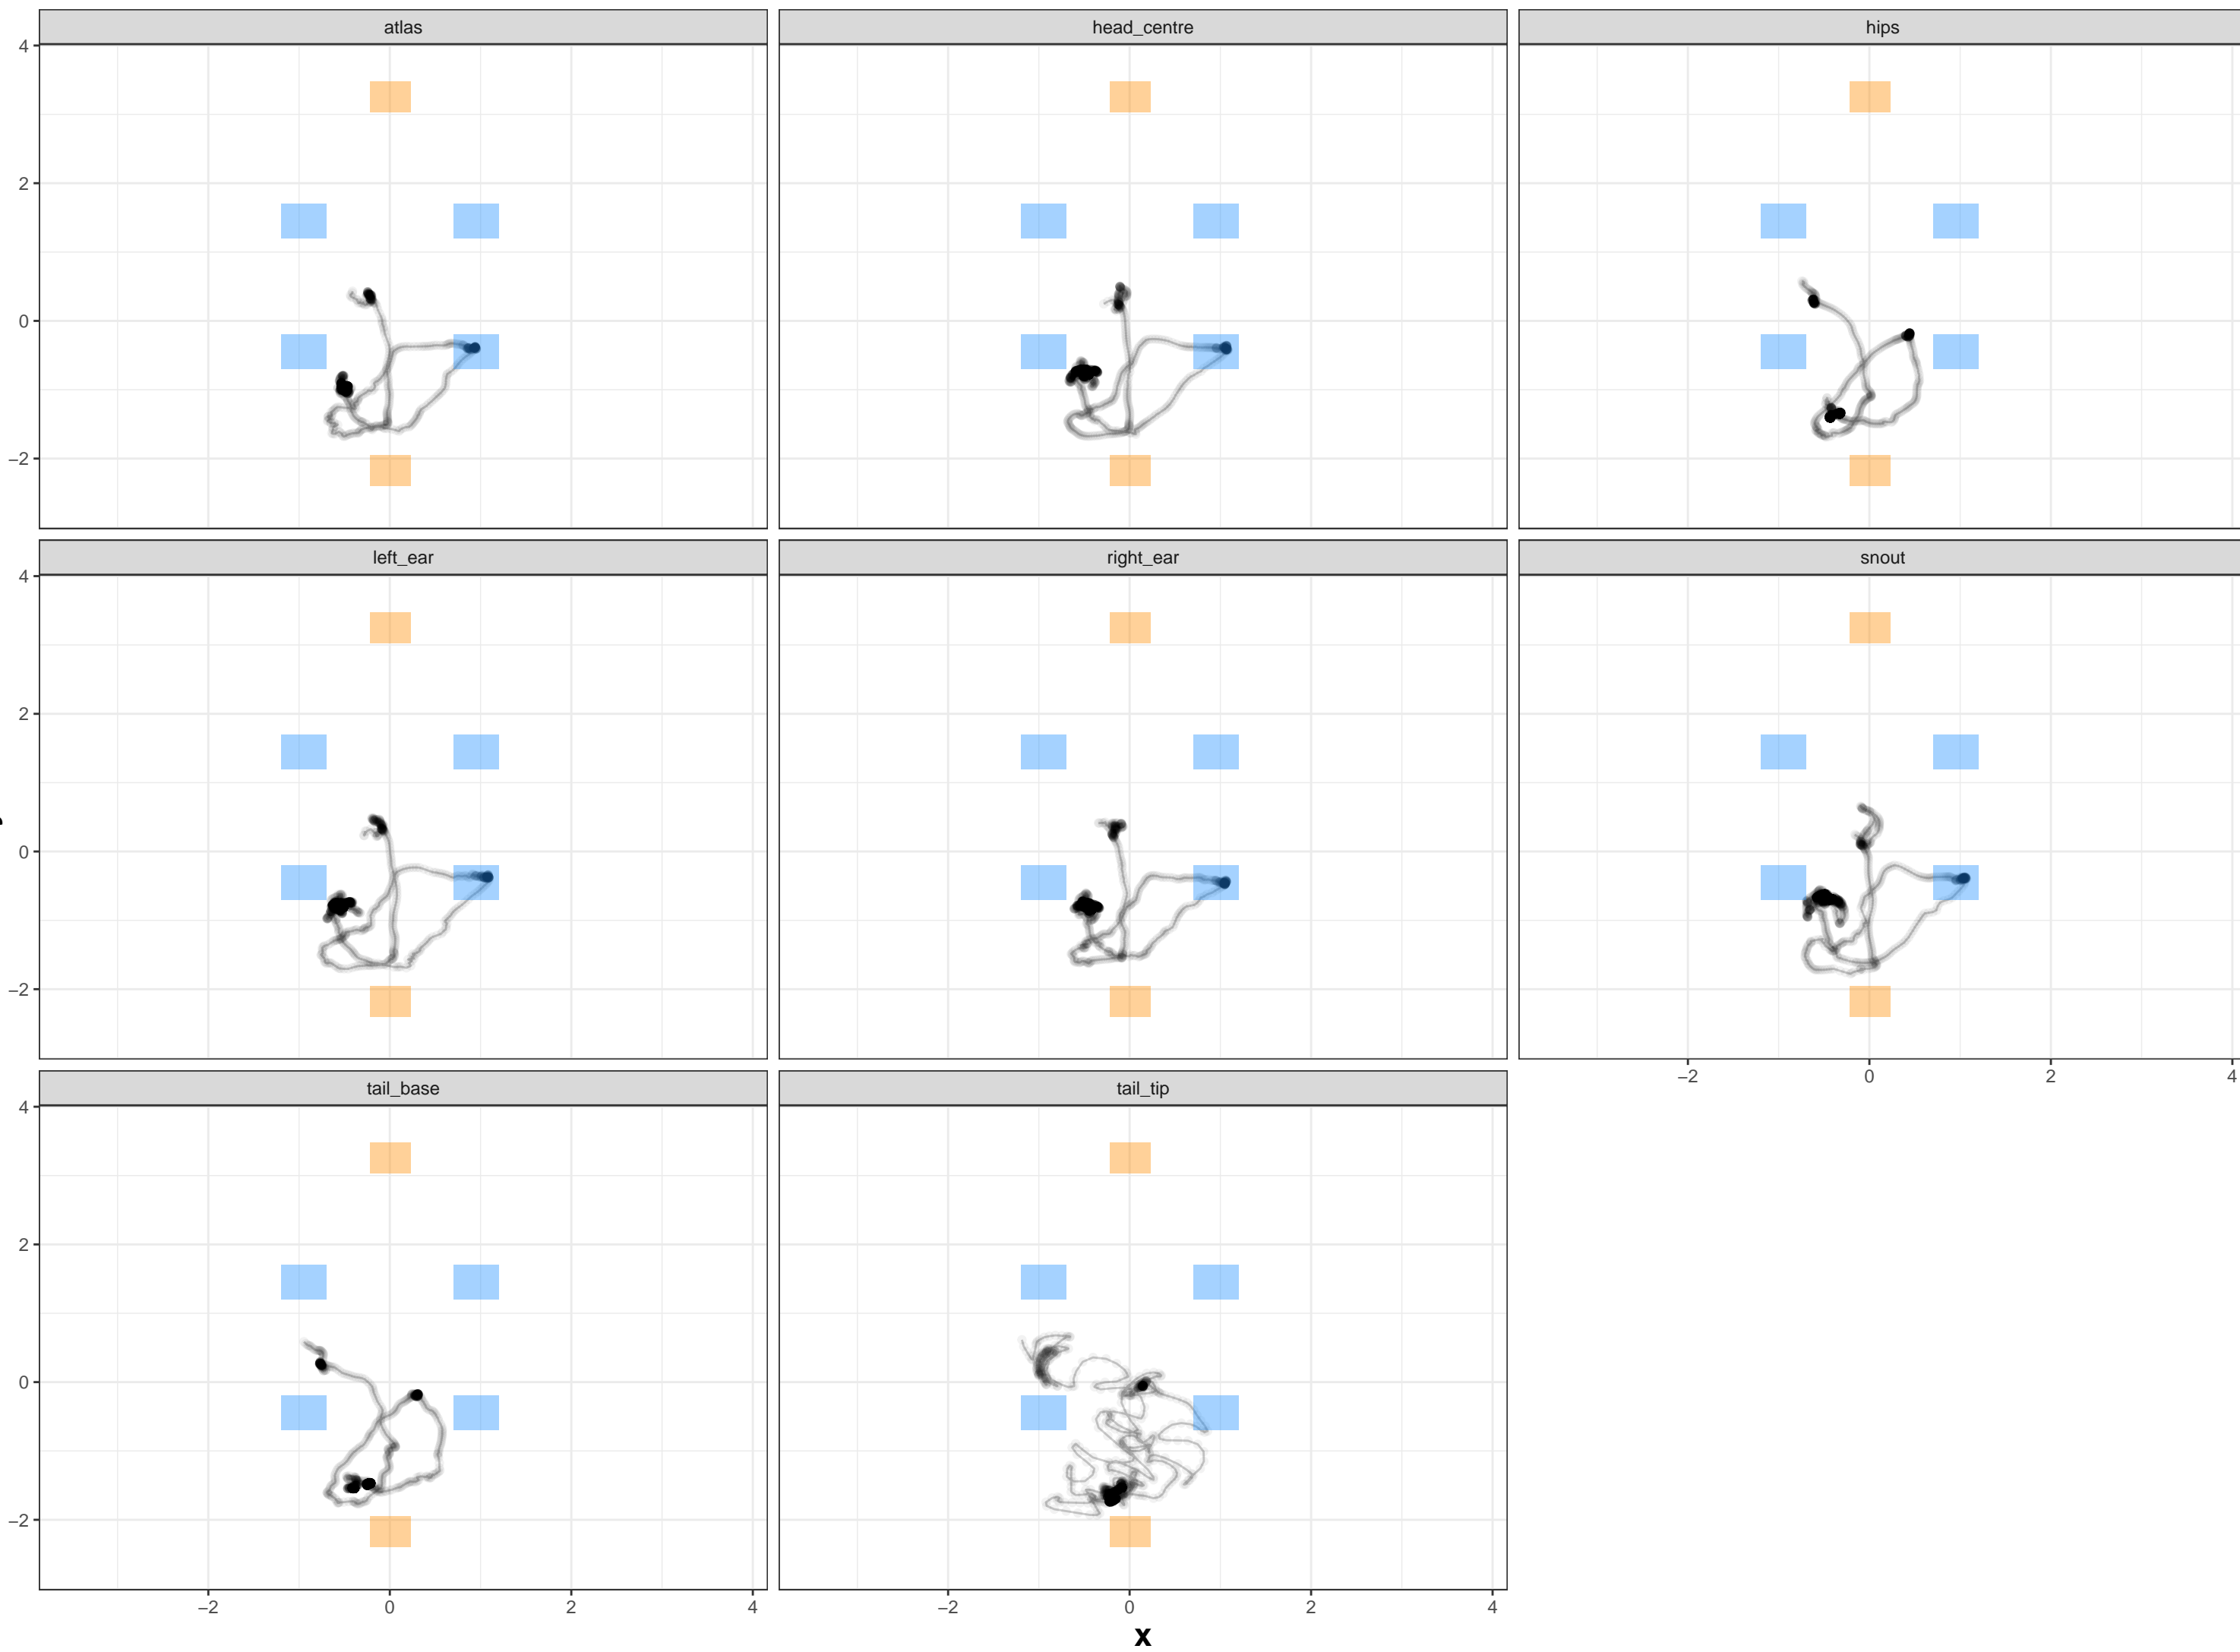 atlas head_centre hips
4
2
0
−2
left_ear right_ear snout
4
2
0
−2
−2 0 2 4
tail_base tail_tip
4
2
0
−2
−2 0 2 4 −2 0 2 4
x